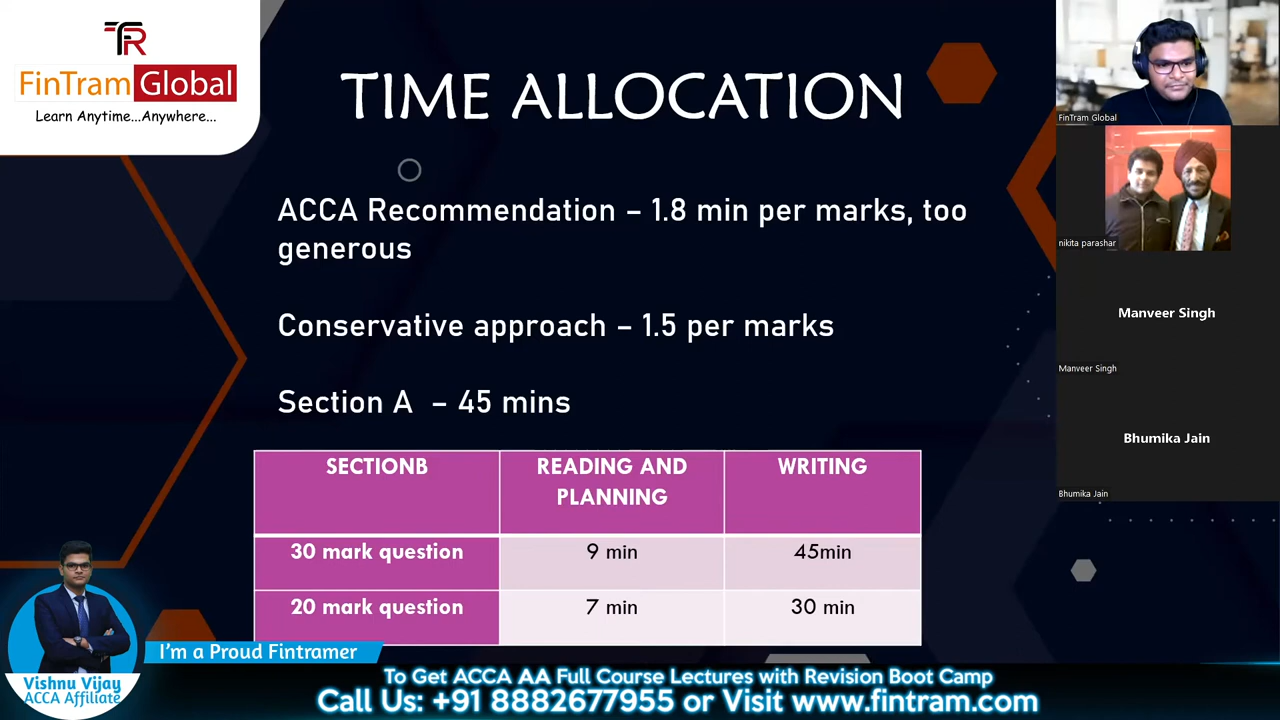 TR
FinTram Global
Learn Anytime...Anywhere...
TIME ALLOCATION
ACCA Recommendation – 1.8 min per marks, too
generous
Conservative approach – 1.5 per marks
Section A – 45 mins
SECTIONB
READING AND
PLANNING
WRITING
30 mark question
9 min
45min
20 mark question
7 min
30 min
FinTram Global
nikita parashar
Manveer Singh
Manveer Singh
Bhumika Jain
Bhumika Jain
I'm a Proud Fintramer
Vishnu Vijay
ACCA Affiliate
To Get ACCA AA Full Course Lectures with Revision Boot Camp
Call Us: +91 8882677955 or Visit www.fintram.com